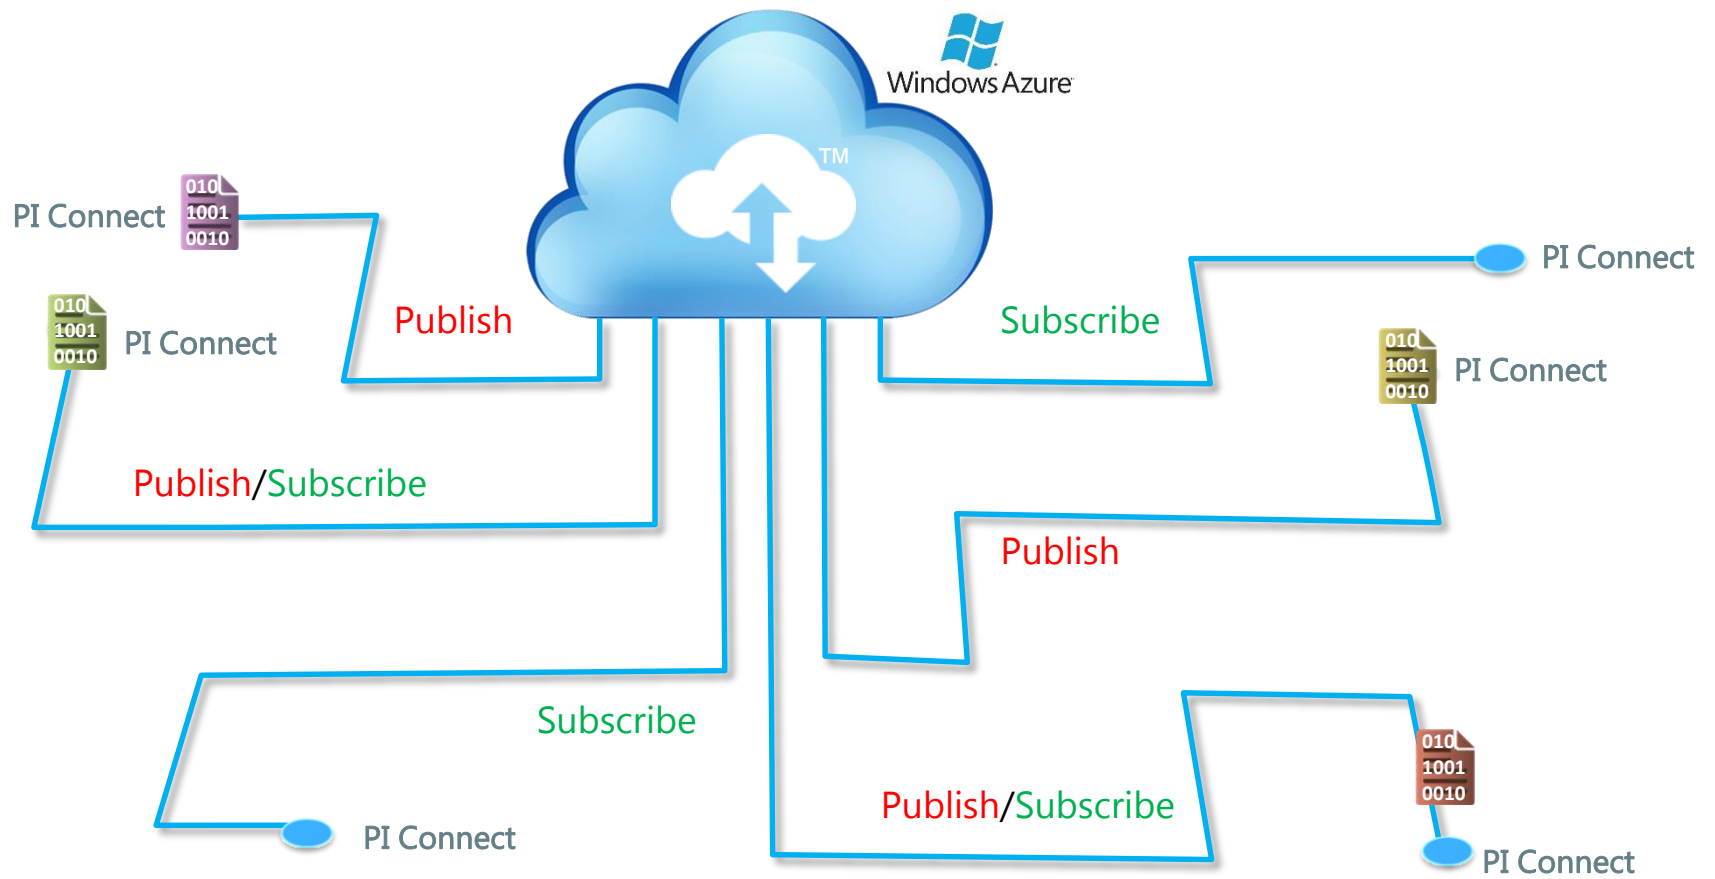 Windows Azure
TM
010
1001
0010
PI Connect
010
1001
0010
PI Connect
Publish
Subscribe
PI Connect
010
1001
0010
PI Connect
Publish/Subscribe
Publish
Subscribe
PI Connect
Publish/Subscribe
010
1001
0010
PI Connect